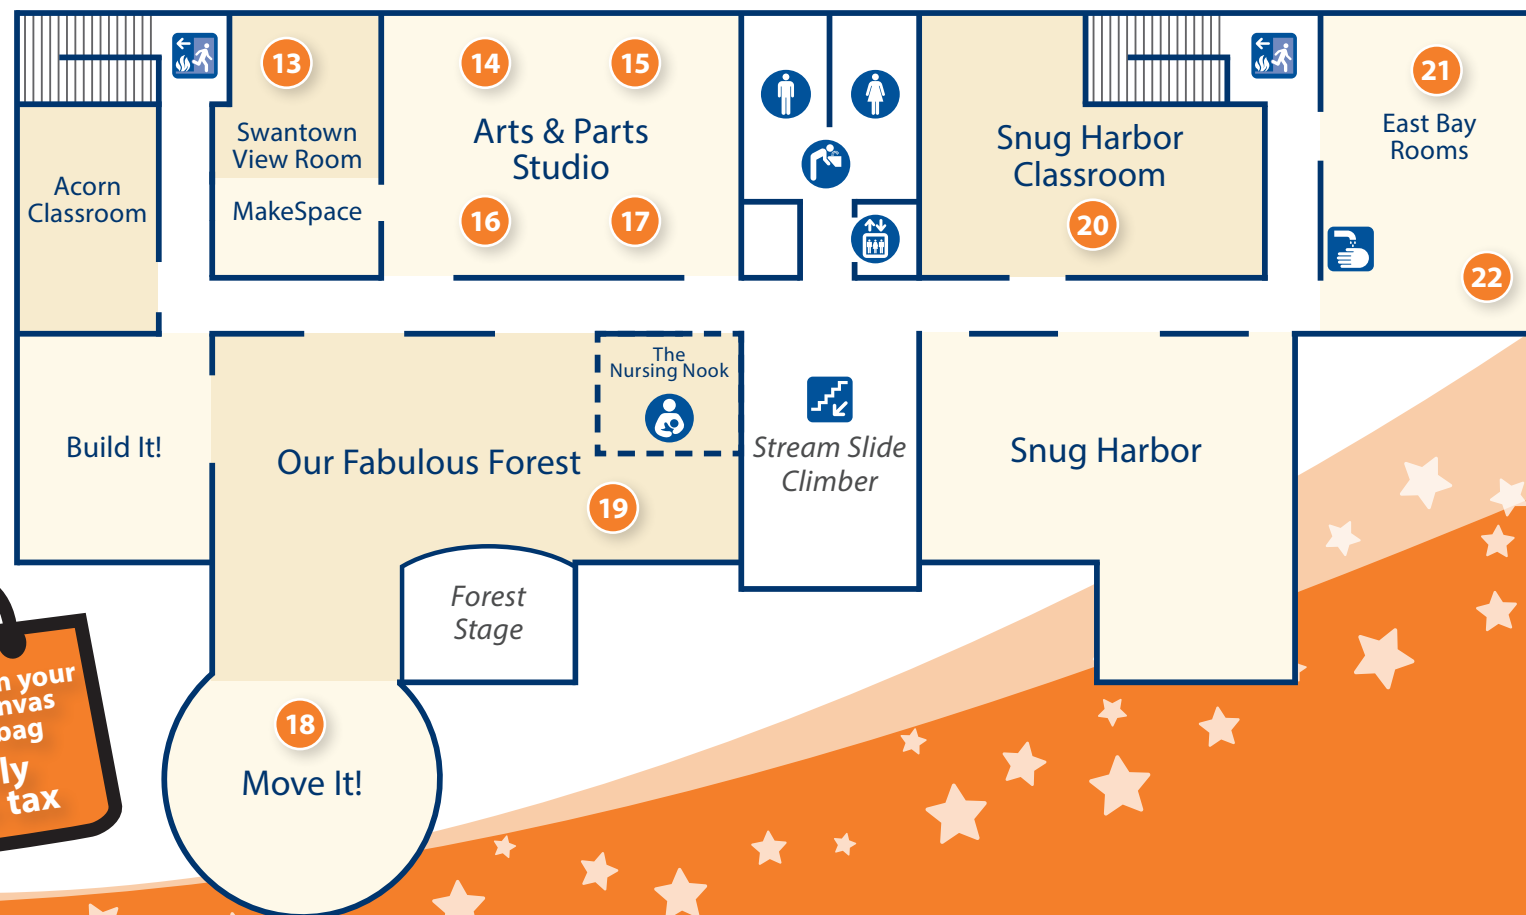 13
Swantown
View Room
MakeSpace
Acorn
Classroom
14
15
Arts & Parts
Studio
16
17
Snug Harbor
Classroom
20
21
East Bay
Rooms
22
Build It!
Our Fabulous Forest
The
Nursing Nook
19
Stream Slide
Climber
Snug Harbor
Forest
Stage
18
Move It!
your
bag
tax